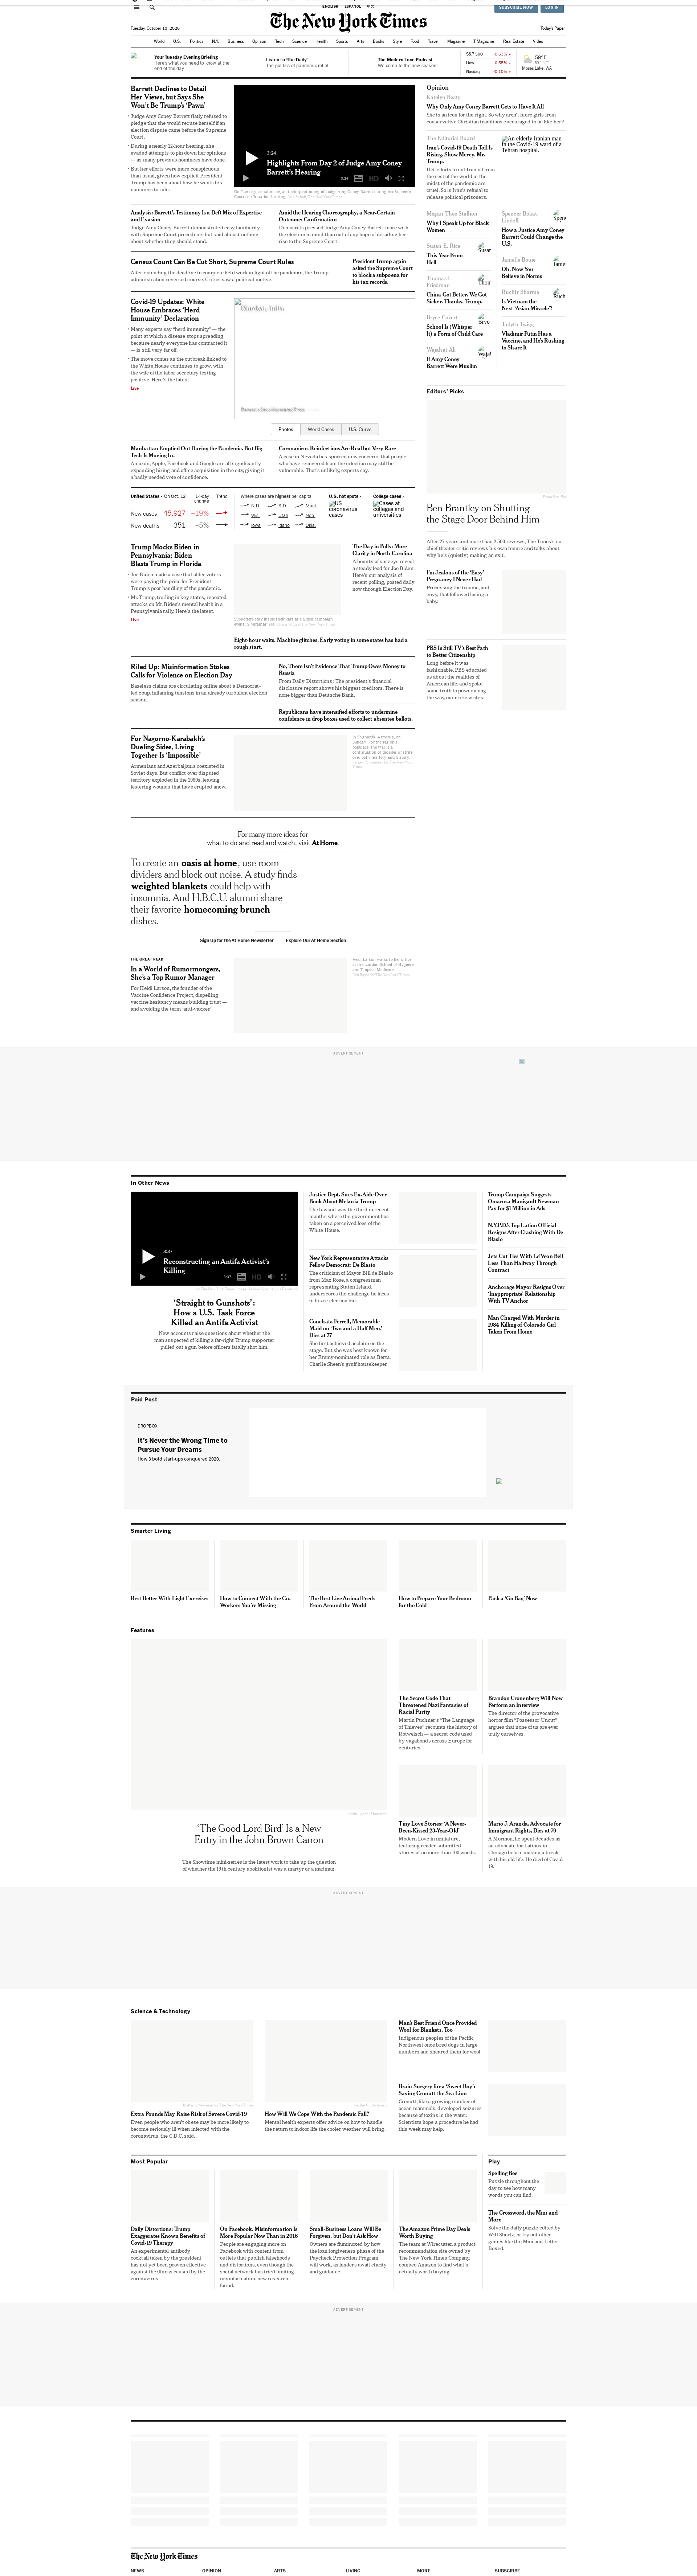 ENGLISH ESPAÑOL 中文
SUBSCRIBE NOW
LOG IN
The New York Times
Tuesday, October 13, 2020
Today's Paper
World U.S. Politics N.Y. Business Opinion Tech Science Health Sports Arts Books Style Food Travel Magazine T Magazine Real Estate Video
Your Tuesday Evening Briefing
Here's what you need to know at the
end of the day.
Listen to 'The Daily'
The politics of pandemic relief.
The Modern Love Podcast
Welcome to the new season.
S&P 500 -0.63%
Dow -0.55%
Nasdaq -0.10%
Moses Lake, WA
Barrett Declines to Detail
Her Views, but Says She
Won't Be Trump's 'Pawn'
Judge Amy Coney Barrett flatly refused to
pledge that she would recuse herself if an
election dispute came before the Supreme
Court.
During a nearly 12-hour hearing, she
evaded attempts to pin down her opinions
— as many previous nominees have done.
But her efforts were more conspicuous
than usual, given how explicit President
Trump has been about how he wants his
nominees to rule.
3:24
Highlights From Day 2 of Judge Amy Coney
Barrett's Hearing
3:24 HD
On Tuesday, senators began their questioning of Judge Amy Coney Barrett during her Supreme
Court confirmation hearing.
Analysis: Barrett's Testimony Is a Deft Mix of Expertise
and Evasion
Judge Amy Coney Barrett demonstrated easy familiarity
with Supreme Court precedents but said almost nothing
about whether they should stand.
Amid the Hearing Choreography, a Near-Certain
Outcome: Confirmation
Democrats pressed Judge Amy Coney Barrett more with
the election in mind than out of any hope of derailing her
rise to the Supreme Court.
Census Count Can Be Cut Short, Supreme Court Rules
After extending the deadline to complete field work in light of the pandemic, the Trump
administration reversed course. Critics saw a political motive.
President Trump again
asked the Supreme Court
to block a subpoena for
his tax records.
Covid-19 Updates: White
House Embraces 'Herd
Immunity' Declaration
Many experts say "herd immunity" — the
point at which a disease stops spreading
because nearly everyone has contracted it
— is still very far off.
The move comes as the outbreak linked to
the White House continues to grow, with
the wife of the labor secretary testing
positive. Here's the latest.
Live
Mumbai, India.
Photos World Cases U.S. Curve
Manhattan Emptied Out During the Pandemic. But Big
Tech Is Moving In.
Amazon, Apple, Facebook and Google are all significantly
expanding hiring and office space in the city, giving it
a badly needed vote of confidence.
Coronavirus Reinfections Are Real but Very Rare
A case in Nevada has spurred new concerns that people
who have recovered from the infection may still be
vulnerable. That's unlikely, experts say.
United States › On Oct. 12 14-day change Trend
New cases 45,927 +19%
New deaths 351 –5%
Where cases are highest per capita
N.D. S.D. Mont.
Wis. Utah Neb.
Iowa Idaho Okla.
U.S. hot spots ›
US coronavirus cases
College cases ›
Cases at colleges and universities
Trump Mocks Biden in
Pennsylvania; Biden
Blasts Trump in Florida
Joe Biden made a case that older voters
were paying the price for President
Trump's poor handling of the pandemic.
Mr. Trump, trailing in key states, repeated
attacks on Mr. Biden's mental health in a
Pennsylvania rally. Here's the latest.
Live
Supporters stay inside their cars at a Biden campaign
event in Miramar, Fla.
The Day in Polls: More
Clarity in North Carolina
A bounty of surveys reveal
a steady lead for Joe Biden.
Here's our analysis of
recent polling, posted daily
now through Election Day.
Eight-hour waits. Machine glitches. Early voting in some states has had a
rough start.
Riled Up: Misinformation Stokes
Calls for Violence on Election Day
Baseless claims are circulating online about a Democrat-
led coup, inflaming tensions in an already turbulent election
season.
No, There Isn't Evidence That Trump Owes Money to
Russia
From Daily Distortions: The president's financial
disclosure report shows his biggest creditors. There is
none bigger than Deutsche Bank.
Republicans have intensified efforts to undermine
confidence in drop boxes used to collect absentee ballots.
For Nagorno-Karabakh's
Dueling Sides, Living
Together Is 'Impossible'
Armenians and Azerbaijanis coexisted in
Soviet days. But conflict over disputed
territory exploded in the 1980s, leaving
festering wounds that have erupted anew.
For many more ideas for
what to do and read and watch, visit At Home.
To create an oasis at home, use room
dividers and block out noise. A study finds
weighted blankets could help with
insomnia. And H.B.C.U. alumni share
their favorite homecoming brunch
dishes.
Sign Up for the At Home Newsletter
Explore Our At Home Section
THE GREAT READ
In a World of Rumormongers,
She's a Top Rumor Manager
For Heidi Larson, the founder of the
Vaccine Confidence Project, dispelling
vaccine hesitancy means building trust —
and avoiding the term "anti-vaxxer."
Heidi Larson rocks to her office
at the London School of Hygiene
and Tropical Medicine.
Opinion
Katelyn Beaty
Why Only Amy Coney Barrett Gets to Have It All
She is an icon for the right. So why aren't more girls from
conservative Christian traditions encouraged to be like her?
The Editorial Board
Iran's Covid-19 Death Toll Is
Rising. Show Mercy, Mr.
Trump.
U.S. efforts to cut Iran off from
the rest of the world in the
midst of the pandemic are
cruel. So is Iran's refusal to
release political prisoners.
An elderly Iranian man in the Covid-19 ward of a Tehran hospital.
Megan Thee Stallion
Why I Speak Up for Black
Women
Susan E. Rice
This Year From
Hell
Thomas L.
Friedman
China Got Better. We Got
Sicker. Thanks, Trump.
Bryce Covert
School Is (Whisper
It) a Form of Child Care
Wajahat Ali
If Amy Coney
Barrett Were Muslim
Spencer Bokat-
Lindell
How a Justice Amy Coney
Barrett Could Change the
U.S.
Jamelle Bouie
Oh, Now You
Believe in Norms
Ruchir Sharma
Is Vietnam the
Next 'Asian Miracle'?
Judith Twigg
Vladimir Putin Has a
Vaccine, and He's Rushing
to Share It
Editors' Picks
Ben Brantley on Shutting
the Stage Door Behind Him
After 27 years and more than 2,500 reviews, The Times's co-
chief theater critic reviews his own tenure and talks about
why he's (quietly) making an exit.
I'm Jealous of the 'Easy'
Pregnancy I Never Had
Processing the trauma, and
envy, that followed losing a
baby.
PBS Is Still TV's Best Path
to Better Citizenship
Long before it was
fashionable, PBS educated
us about the realities of
American life, and spoke
some truth to power along
the way, our critic writes.
ADVERTISEMENT
In Other News
3:37
Reconstructing an Antifa Activist's
Killing
'Straight to Gunshots':
How a U.S. Task Force
Killed an Antifa Activist
New accounts raise questions about whether the
man suspected of killing a far-right Trump supporter
pulled out a gun before officers fatally shot him.
Justice Dept. Sues Ex-Aide Over
Book About Melania Trump
The lawsuit was the third in recent
months where the government has
taken on a perceived foes of the
White House.
New York Representative Attacks
Fellow Democrat: De Blasio
The criticism of Mayor Bill de Blasio
from Max Rose, a congressman
representing Staten Island,
underscores the challenge he faces
in his re-election.
Conchata Ferrell, Memorable
Maid on 'Two and a Half Men,'
Dies at 77
She first achieved acclaim on the
stage. But she was best known for
her Emmy-nominated role as Berta,
Charlie Sheen's gruff housekeeper.
Trump Campaign Suggests
Omarosa Manigault Newman
Pay for $1 Million in Ads
N.Y.P.D.'s Top Latino Official
Resigns After Clashing With De
Blasio
Jets Cut Ties With Le'Veon Bell
Less Than Halfway Through
Contract
Anchorage Mayor Resigns Over
'Inappropriate' Relationship
With TV Anchor
Man Charged With Murder in
1984 Killing of Colorado Girl
Taken From Home
Paid Post
DROPBOX
It's Never the Wrong Time to
Pursue Your Dreams
How 3 bold start-ups conquered 2020.
Smarter Living
Rest Better With Light Exercises
How to Connect With the Co-
Workers You're Missing
The Best Live Animal Feeds
From Around the World
How to Prepare Your Bedroom
for the Cold
Pack a 'Go Bag' Now
Features
'The Good Lord Bird' Is a New
Entry in the John Brown Canon
The Showtime mini-series is the latest work to take up the question
of whether the 19th century abolitionist was a martyr or a madman.
The Secret Code That
Threatened Nazi Fantasies of
Racial Purity
Martin Puchner's "The Language
of Thieves" recounts the history of
Rotwelsch — a secret code used
by vagabonds across Europe for
centuries.
Brandon Cronenberg Will Now
Perform an Interview
The director of the provocative
horror film "Possessor Uncut"
argues that none of us are ever
truly ourselves.
Tiny Love Stories: 'A Never-
Been-Kissed 23-Year-Old'
Modern Love in miniature,
featuring reader-submitted
stories of no more than 100 words.
Mario J. Aranda, Advocate for
Immigrant Rights, Dies at 79
A Mormon, he spent decades as
an advocate for Latinos in
Chicago before making a break
with his old life. He died of Covid-
19.
ADVERTISEMENT
Science & Technology
Extra Pounds May Raise Risk of Severe Covid-19
Even people who aren't obese may be more likely to
become seriously ill when infected with the
coronavirus, the C.D.C. said.
How Will We Cope With the Pandemic Fall?
Mental health experts offer advice on how to handle
the return to indoor life the cooler weather will bring.
Man's Best Friend Once Provided
Wool for Blankets, Too
Indigenous peoples of the Pacific
Northwest once bred dogs in large
numbers and sheared them for wool.
Brain Surgery for a 'Sweet Boy':
Saving Cronutt the Sea Lion
Cronutt, like a growing number of
ocean mammals, developed seizures
because of toxins in the water.
Scientists hope a procedure he had
this week may help.
Most Popular
Daily Distortions: Trump
Exaggerates Known Benefits of
Covid-19 Therapy
An experimental antibody
cocktail taken by the president
has not yet been proven effective
against the illness caused by the
coronavirus.
On Facebook, Misinformation Is
More Popular Now Than in 2016
People are engaging more on
Facebook with content from
outlets that publish falsehoods
and distortions, even though the
social network has tried limiting
misinformation, new research
found.
Small-Business Loans Will Be
Forgiven, but Don't Ask How
Owners are flummoxed by how
the loan forgiveness phase of the
Paycheck Protection Program
will work, as lenders await clarity
and guidance.
The Amazon Prime Day Deals
Worth Buying
The team at Wirecutter, a product
recommendation company owned by
The New York Times Company,
combed Amazon to find what's
actually worth buying.
Play
Spelling Bee
Puzzle throughout the
day to see how many
words you can find.
The Crossword, the Mini and
More
Solve the daily puzzle edited by
Will Shortz, or try out other
games like the Mini and Letter
Boxed.
ADVERTISEMENT
The New York Times
NEWS OPINION ARTS LIVING MORE SUBSCRIBE